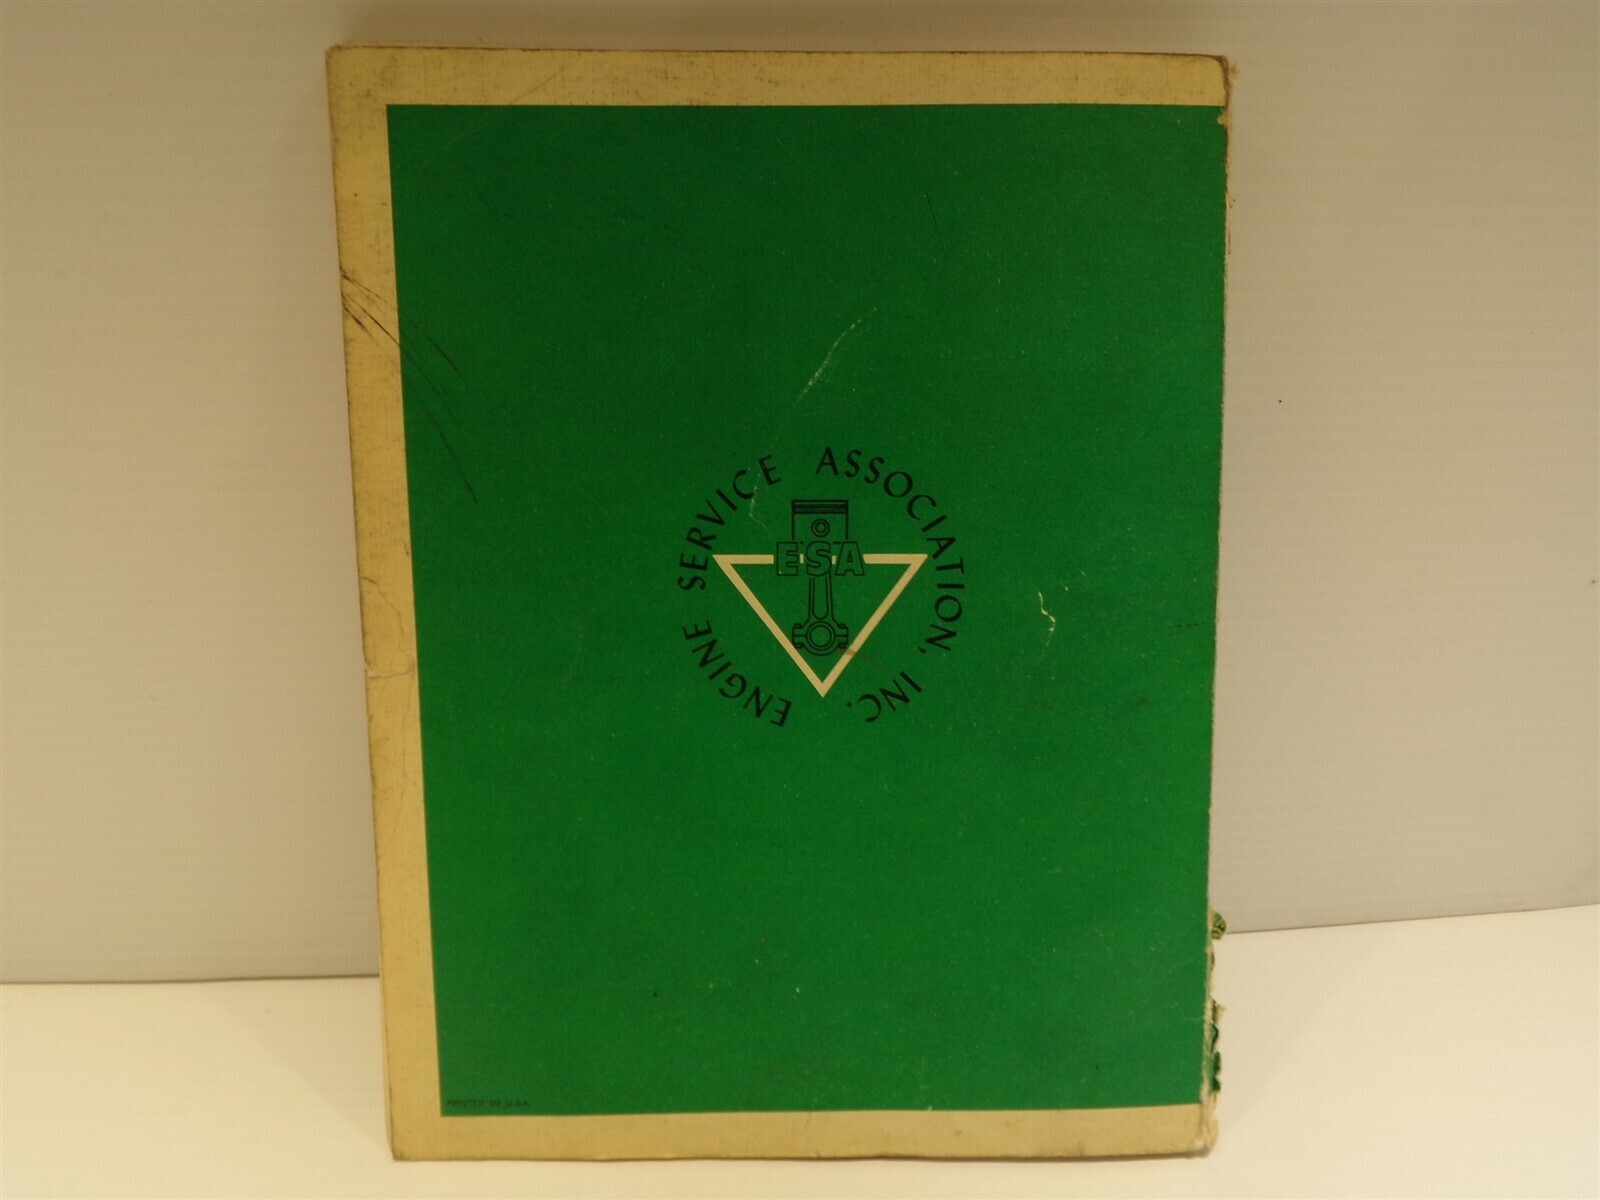 ENGINE SERVICE ASSOCIATION, INC.
ESA
PRINTED IN U.S.A.